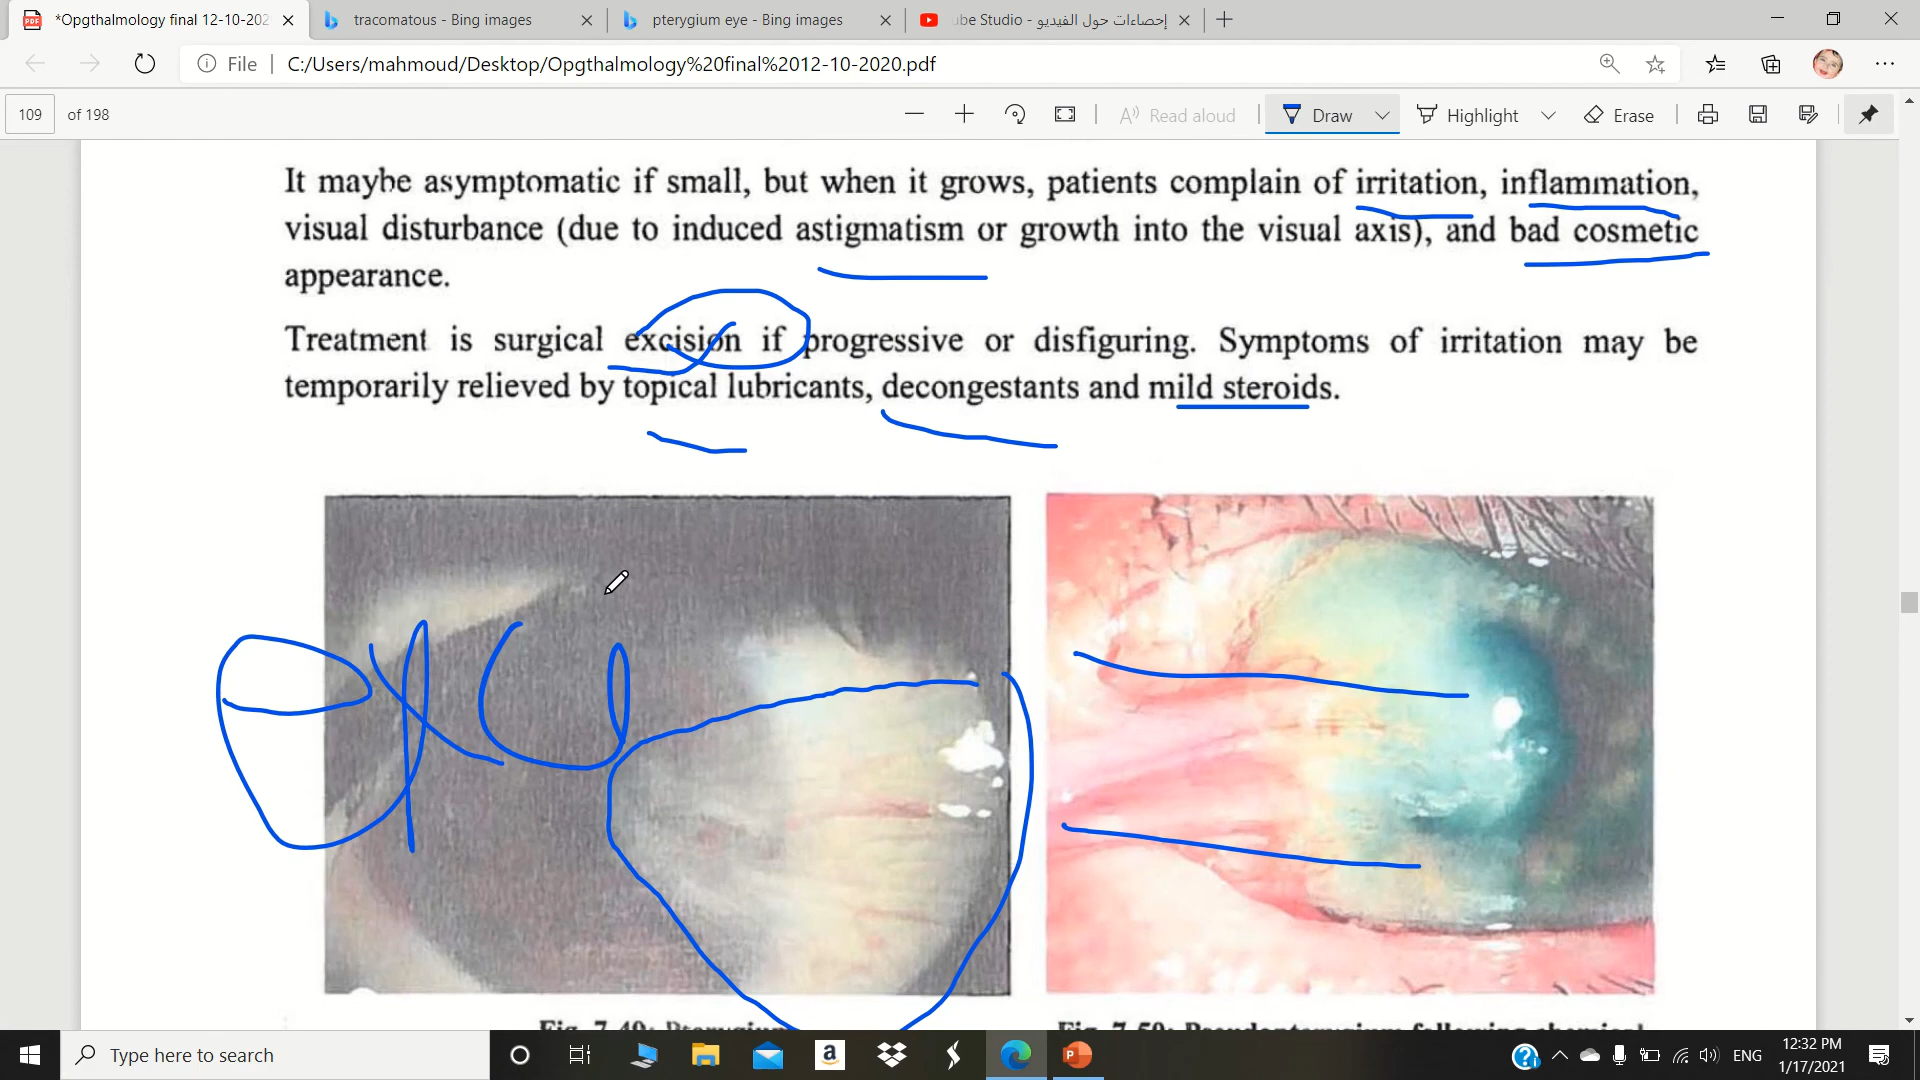 *Opgthalmology final 12-10-202
tracomatous - Bing images
pterygium eye - Bing images
إحصاءات حول الفيديو - ube Studio
File
C:/Users/mahmoud/Desktop/Opgthalmology%20final%2012-10-2020.pdf
109 of 198
Read aloud
Draw
Highlight
Erase
It maybe asymptomatic if small, but when it grows, patients complain of irritation, inflammation,
visual disturbance (due to induced astigmatism or growth into the visual axis), and bad cosmetic
appearance.
Treatment is surgical excision if progressive or disfiguring. Symptoms of irritation may be
temporarily relieved by topical lubricants, decongestants and mild steroids.
Type here to search
ENG
12:32 PM
1/17/2021